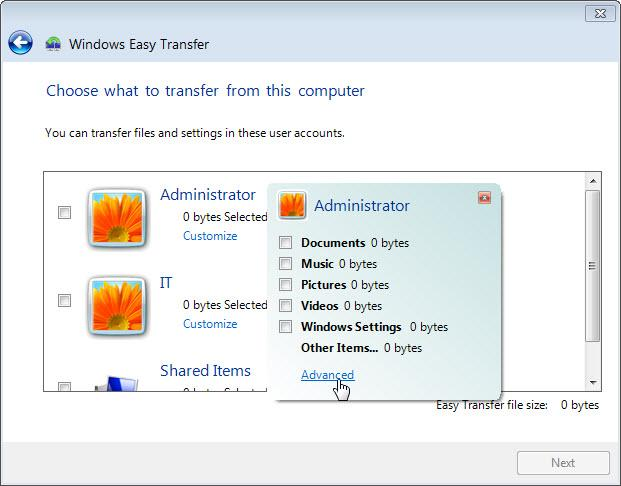 Windows Easy Transfer
Choose what to transfer from this computer
You can transfer files and settings in these user accounts.
Administrator
0 bytes Selected
Customize
IT
0 bytes Selected
Customize
Shared Items
0 bytes Selected
Administrator
Documents 0 bytes
Music 0 bytes
Pictures 0 bytes
Videos 0 bytes
Windows Settings 0 bytes
Other Items... 0 bytes
Advanced
Easy Transfer file size: 0 bytes
Next